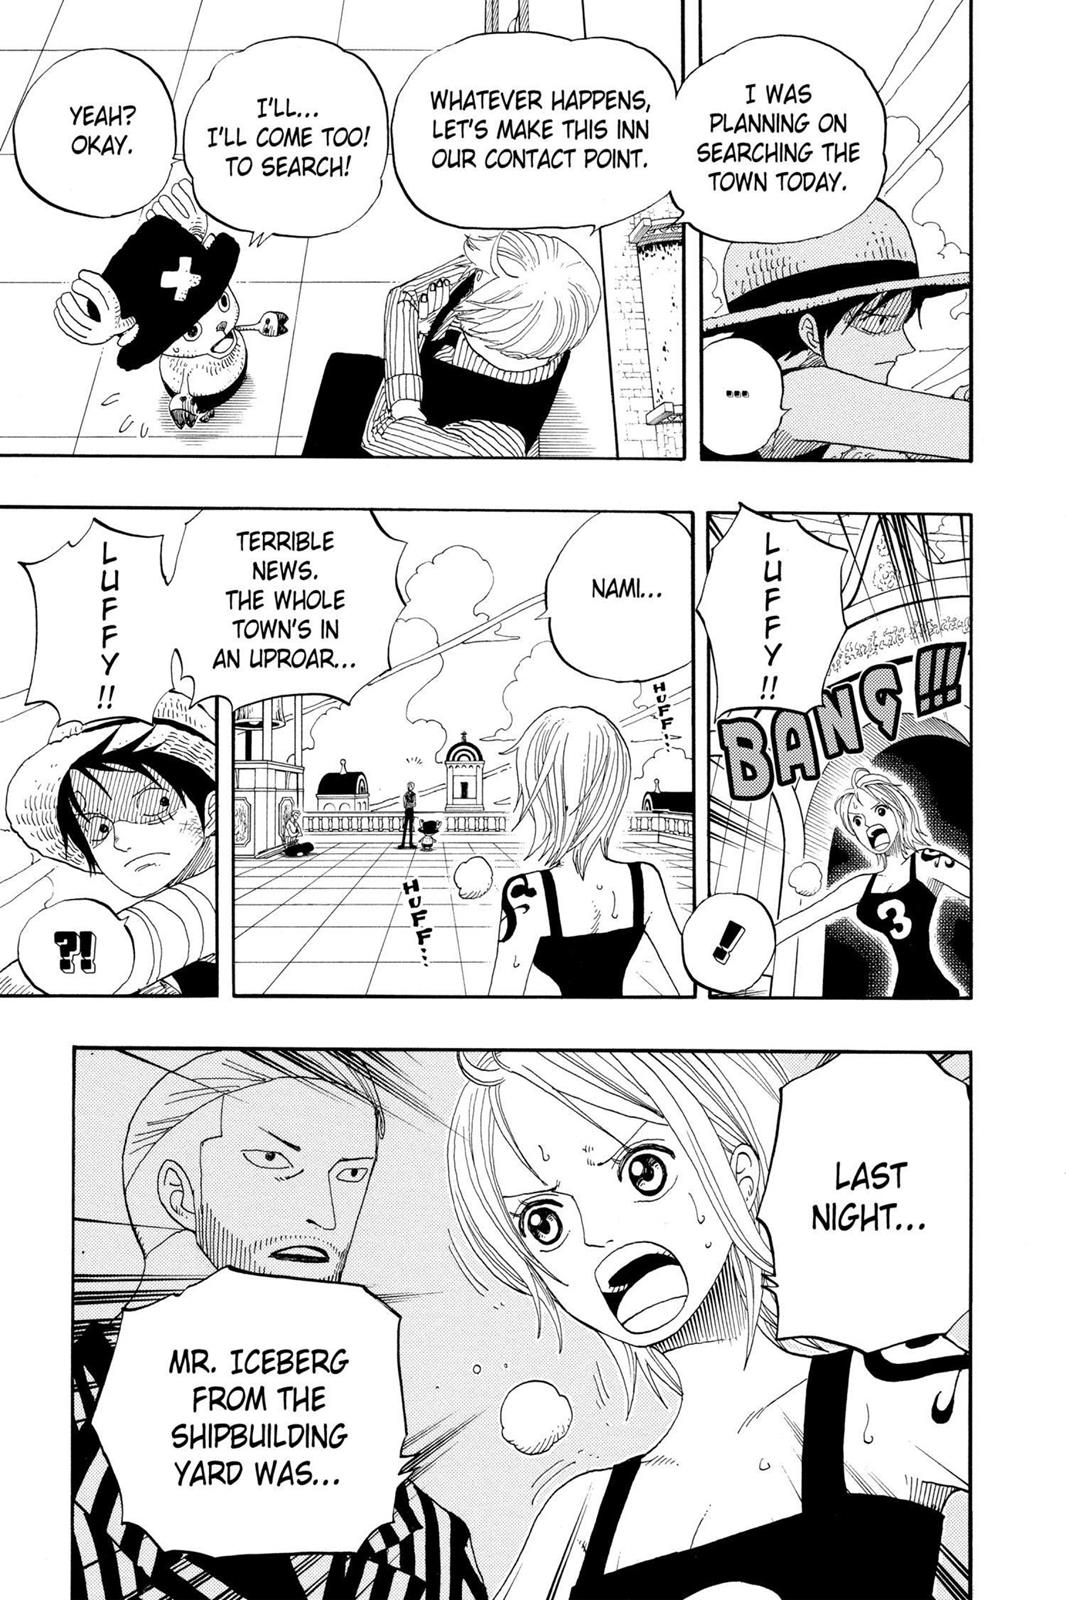 I WAS
PLANNING ON
SEARCHING THE
TOWN TODAY.
...
WHATEVER HAPPENS,
LET'S MAKE THIS INN
OUR CONTACT POINT.
I'LL...
I'LL COME TOO!
TO SEARCH!
YEAH?
OKAY.
LUFFY!!
BANG!!!
!
NAMI...
HUFF...
HUFF...
TERRIBLE
NEWS.
THE WHOLE
TOWN'S IN
AN UPROAR...
LUFFY!!
?!
3
LAST
NIGHT...
MR. ICEBERG
FROM THE
SHIPBUILDING
YARD WAS...